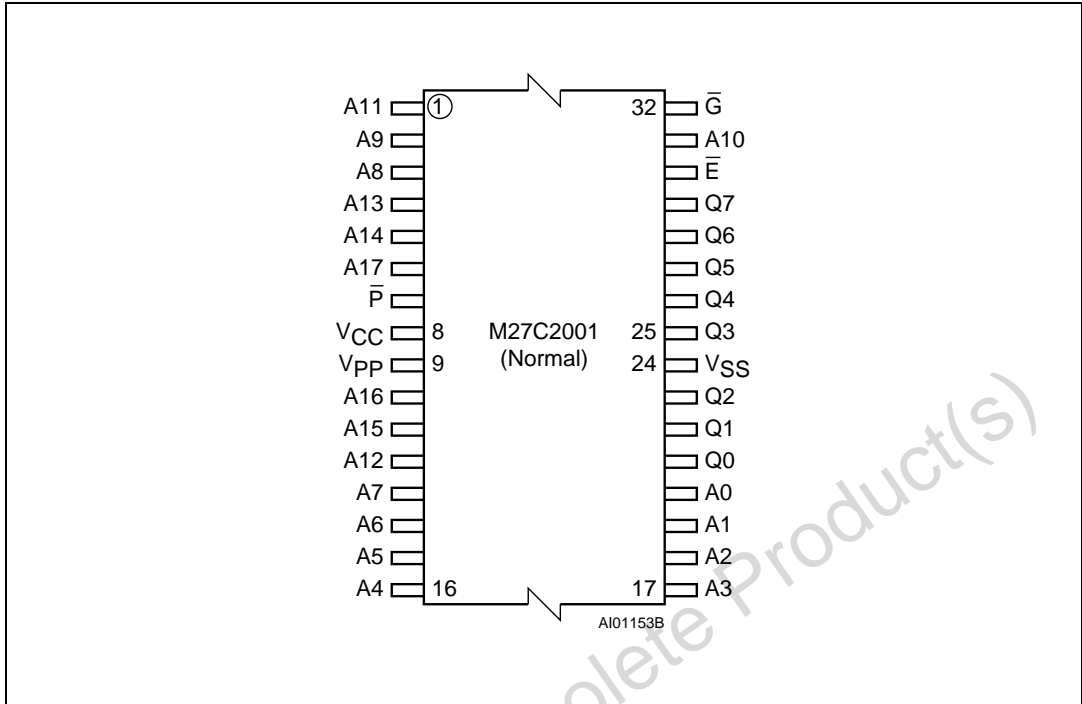 A11 1 32 G̅
A9 A10
A8 E̅
A13 Q7
A14 Q6
A17 Q5
P̅ Q4
VCC 8 M27C2001 25 Q3
VPP 9 (Normal) 24 VSS
A16 Q2
A15 Q1
A12 Q0
A7 A0
A6 A1
A5 A2
A4 16 17 A3
AI01153B
olete Product(s)